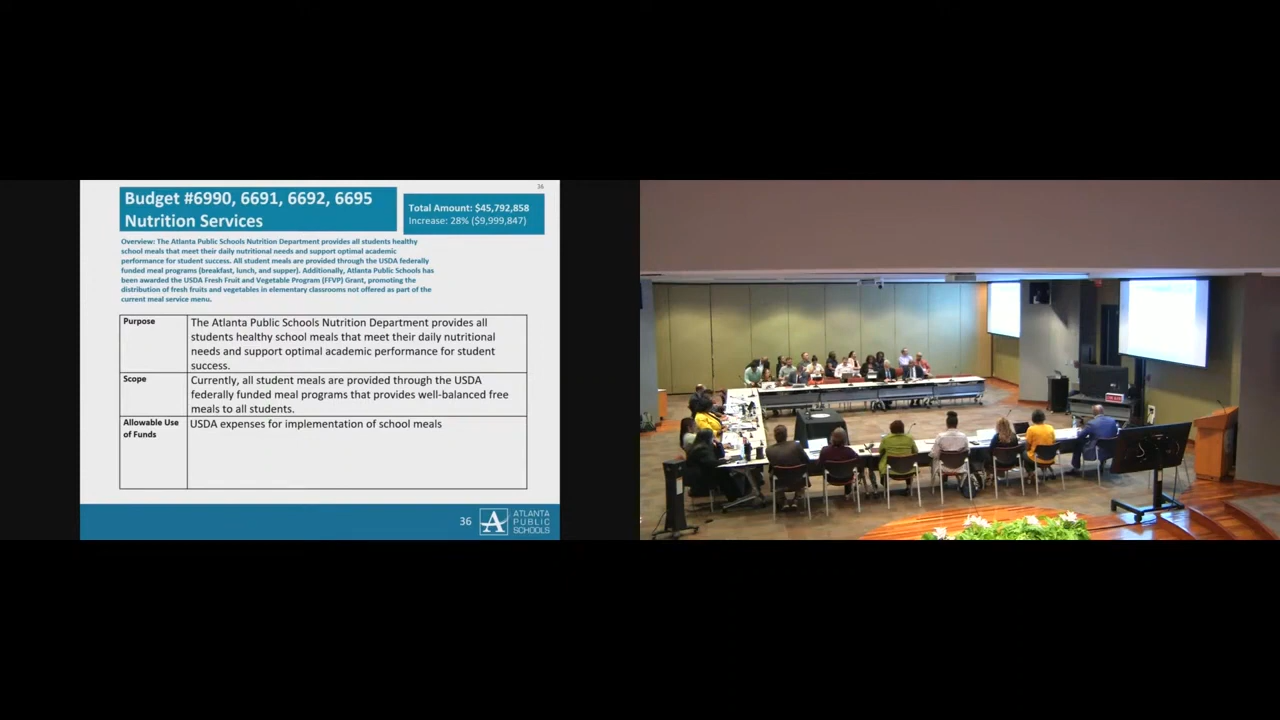 36
Budget #6990, 6691, 6692, 6695
Nutrition Services
Total Amount: $45,792,858
Increase: 28% ($9,999,847)
Overview: The Atlanta Public Schools Nutrition Department provides all students healthy
school meals that meet their daily nutritional needs and support optimal academic
performance for student success. All student meals are provided through the USDA federally
funded meal programs (breakfast, lunch, and supper). Additionally, Atlanta Public Schools has
been awarded the USDA Fresh Fruit and Vegetable Program (FFVP) Grant, promoting the
distribution of fresh fruits and vegetables in elementary classrooms not offered as part of the
current meal service menu.
Purpose
The Atlanta Public Schools Nutrition Department provides all
students healthy school meals that meet their daily nutritional
needs and support optimal academic performance for student
success.
Scope
Currently, all student meals are provided through the USDA
federally funded meal programs that provides well-balanced free
meals to all students.
Allowable Use
of Funds
USDA expenses for implementation of school meals
36
ATLANTA
PUBLIC
SCHOOLS